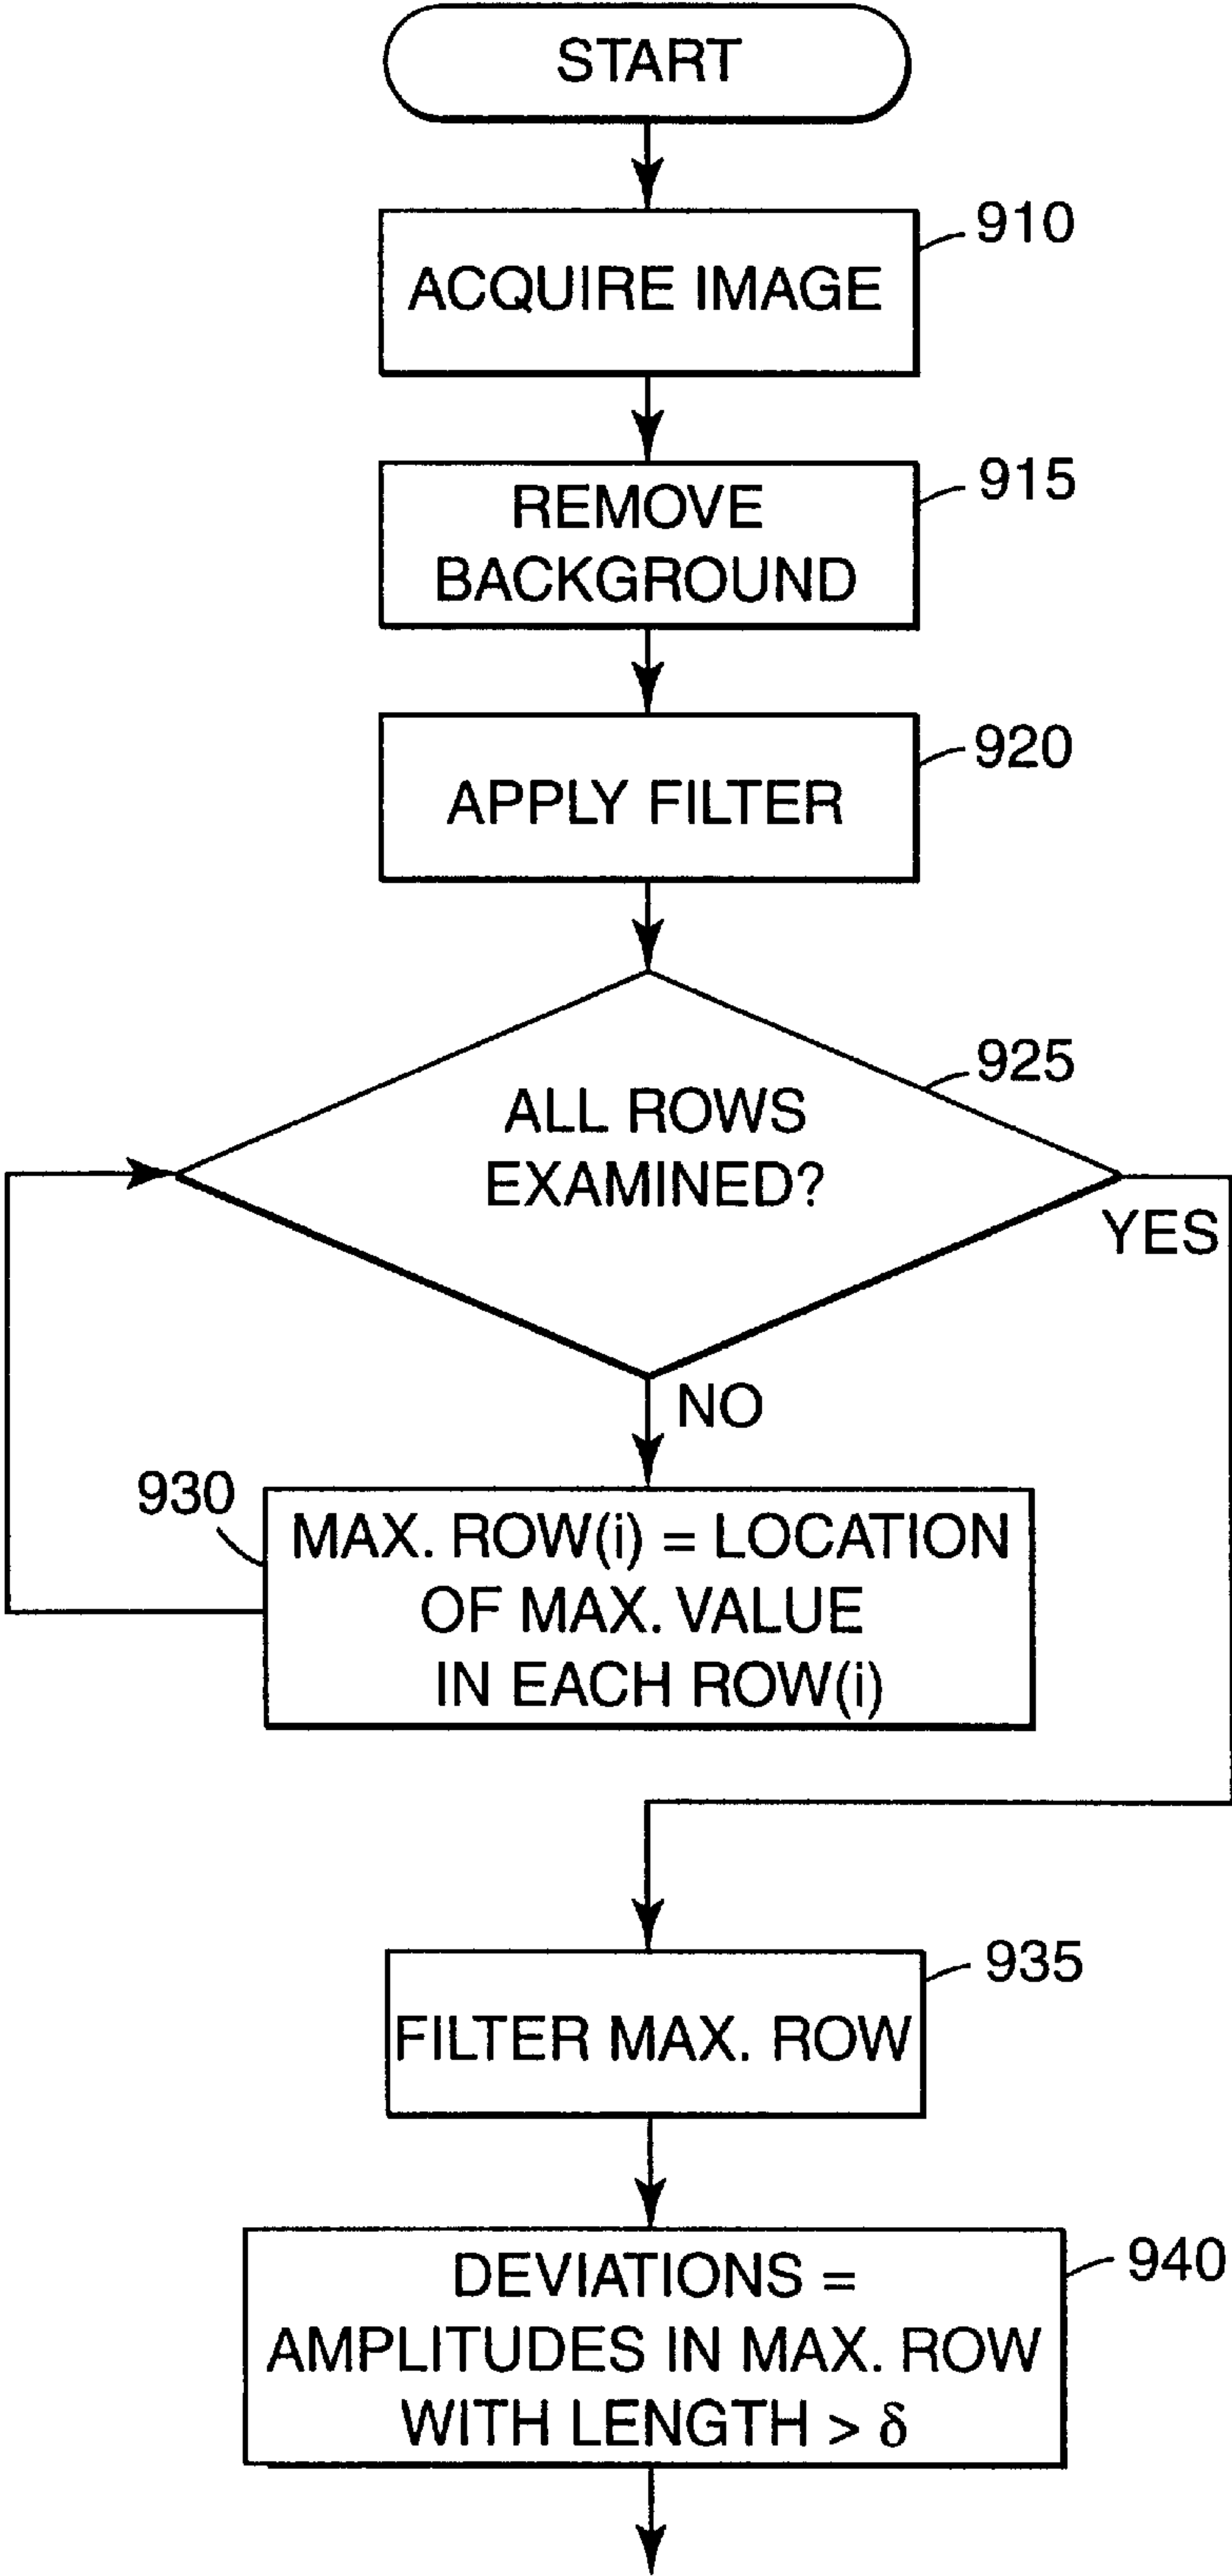 START
910
ACQUIRE IMAGE
915
REMOVE
BACKGROUND
920
APPLY FILTER
925
ALL ROWS
EXAMINED?
YES
NO
930
MAX. ROW(i) = LOCATION
OF MAX. VALUE
IN EACH ROW(i)
935
FILTER MAX. ROW
940
DEVIATIONS =
AMPLITUDES IN MAX. ROW
WITH LENGTH > δ